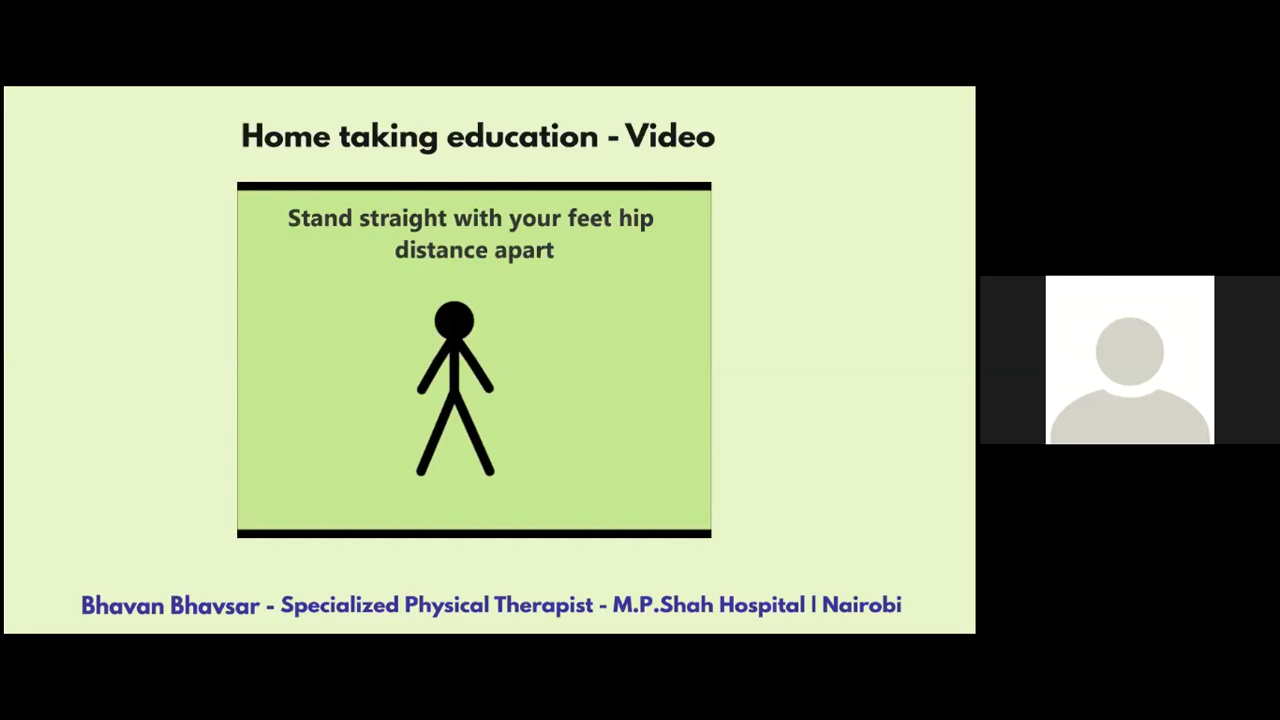 Home taking education - Video
Stand straight with your feet hip
distance apart
Bhavan Bhavsar - Specialized Physical Therapist - M.P.Shah Hospital | Nairobi